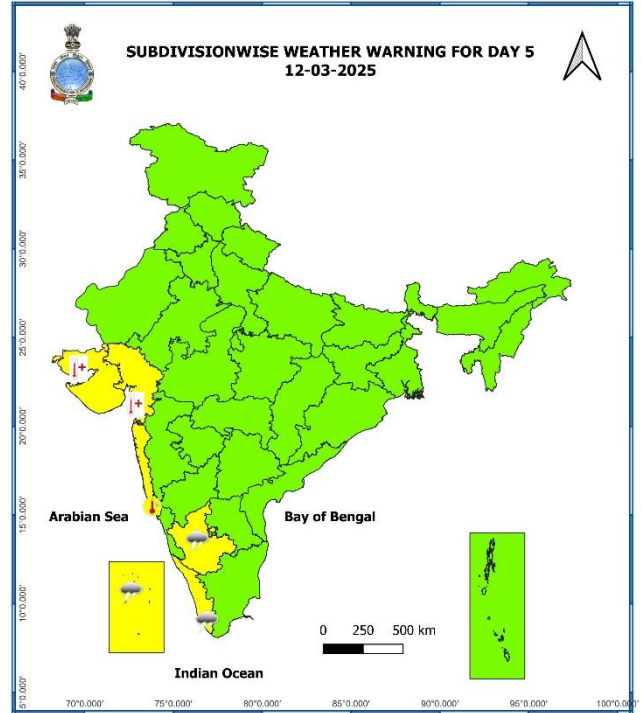 SUBDIVISIONWISE WEATHER WARNING FOR DAY 5
12-03-2025
40°0.000'
35°0.000'
30°0.000'
25°0.000'
20°0.000'
15°0.000'
10°0.000'
5°0.000'
Arabian Sea
Bay of Bengal
0 250 500 km
Indian Ocean
70°0.000' 75°0.000' 80°0.000' 85°0.000' 90°0.000' 95°0.000' 100°0.000'